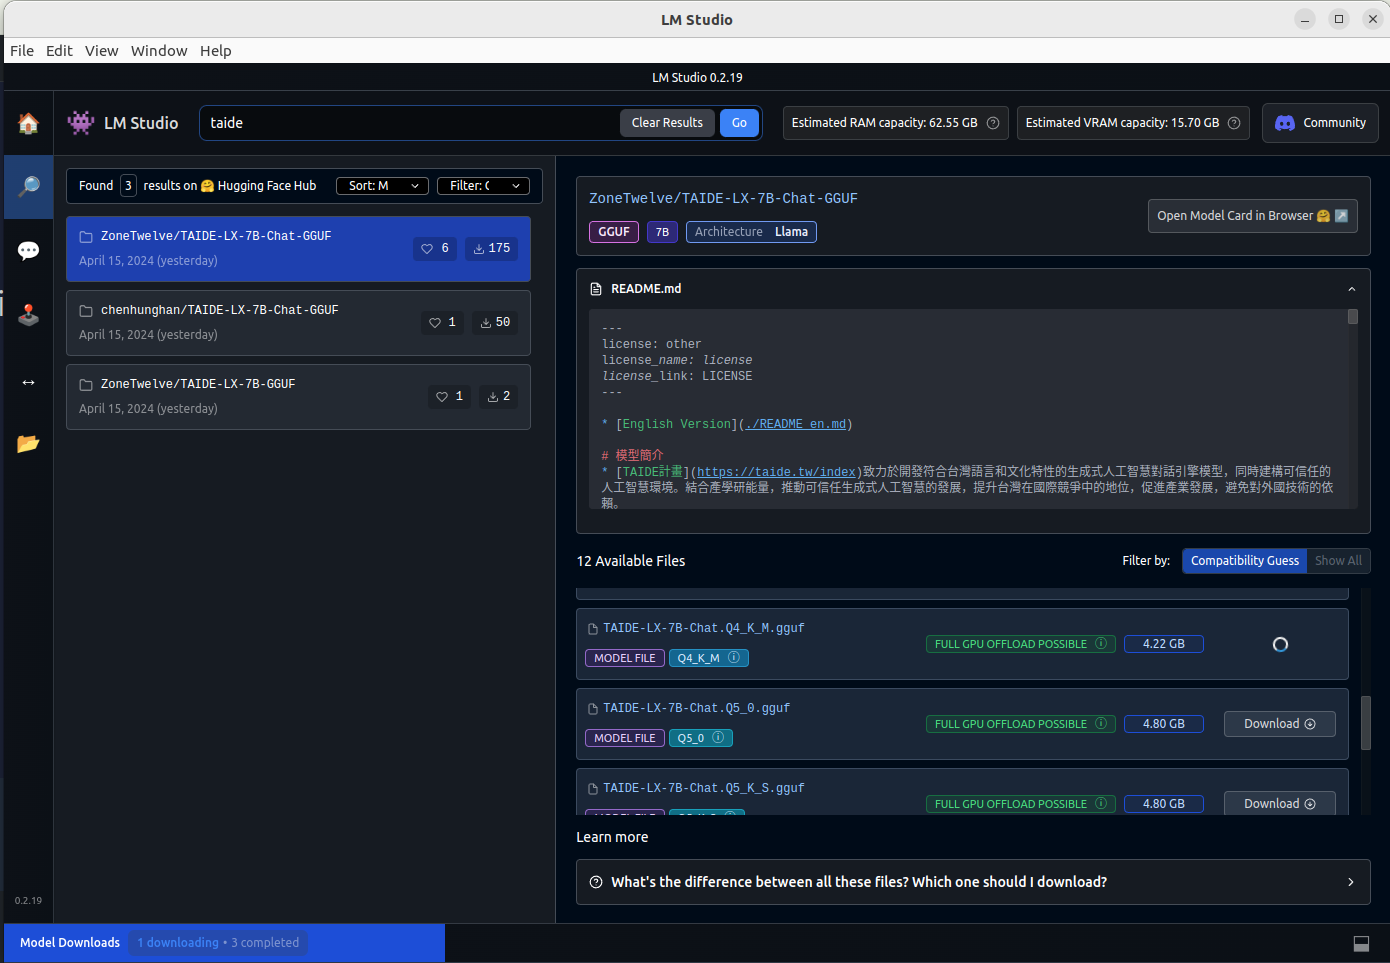 LM Studio
File Edit View Window Help
LM Studio 0.2.19
LM Studio
taide
Clear Results
Go
Estimated RAM capacity: 62.55 GB
Estimated VRAM capacity: 15.70 GB
Community
Found 3 results on 🤗 Hugging Face Hub
Sort: M
Filter: C
ZoneTwelve/TAIDE-LX-7B-Chat-GGUF
April 15, 2024 (yesterday)
6
175
chenhunghan/TAIDE-LX-7B-Chat-GGUF
April 15, 2024 (yesterday)
1
50
ZoneTwelve/TAIDE-LX-7B-GGUF
April 15, 2024 (yesterday)
1
2
0.2.19
ZoneTwelve/TAIDE-LX-7B-Chat-GGUF
GGUF
7B
Architecture Llama
Open Model Card in Browser 🤗 ↗️
README.md
---
license: other
license_name: license
license_link: LICENSE
---
* [English Version](./README_en.md)
# 模型簡介
* [TAIDE計畫](https://taide.tw/index)致力於開發符合台灣語言和文化特性的生成式人工智慧對話引擎模型，同時建構可信任的
人工智慧環境。結合產學研能量，推動可信任生成式人工智慧的發展，提升台灣在國際競爭中的地位，促進產業發展，避免對外國技術的依
賴。
12 Available Files
Filter by:
Compatibility Guess
Show All
TAIDE-LX-7B-Chat.Q4_K_M.gguf
MODEL FILE
Q4_K_M
FULL GPU OFFLOAD POSSIBLE
4.22 GB
TAIDE-LX-7B-Chat.Q5_0.gguf
MODEL FILE
Q5_0
FULL GPU OFFLOAD POSSIBLE
4.80 GB
Download
TAIDE-LX-7B-Chat.Q5_K_S.gguf
FULL GPU OFFLOAD POSSIBLE
4.80 GB
Download
Learn more
What's the difference between all these files? Which one should I download?
Model Downloads
1 downloading • 3 completed